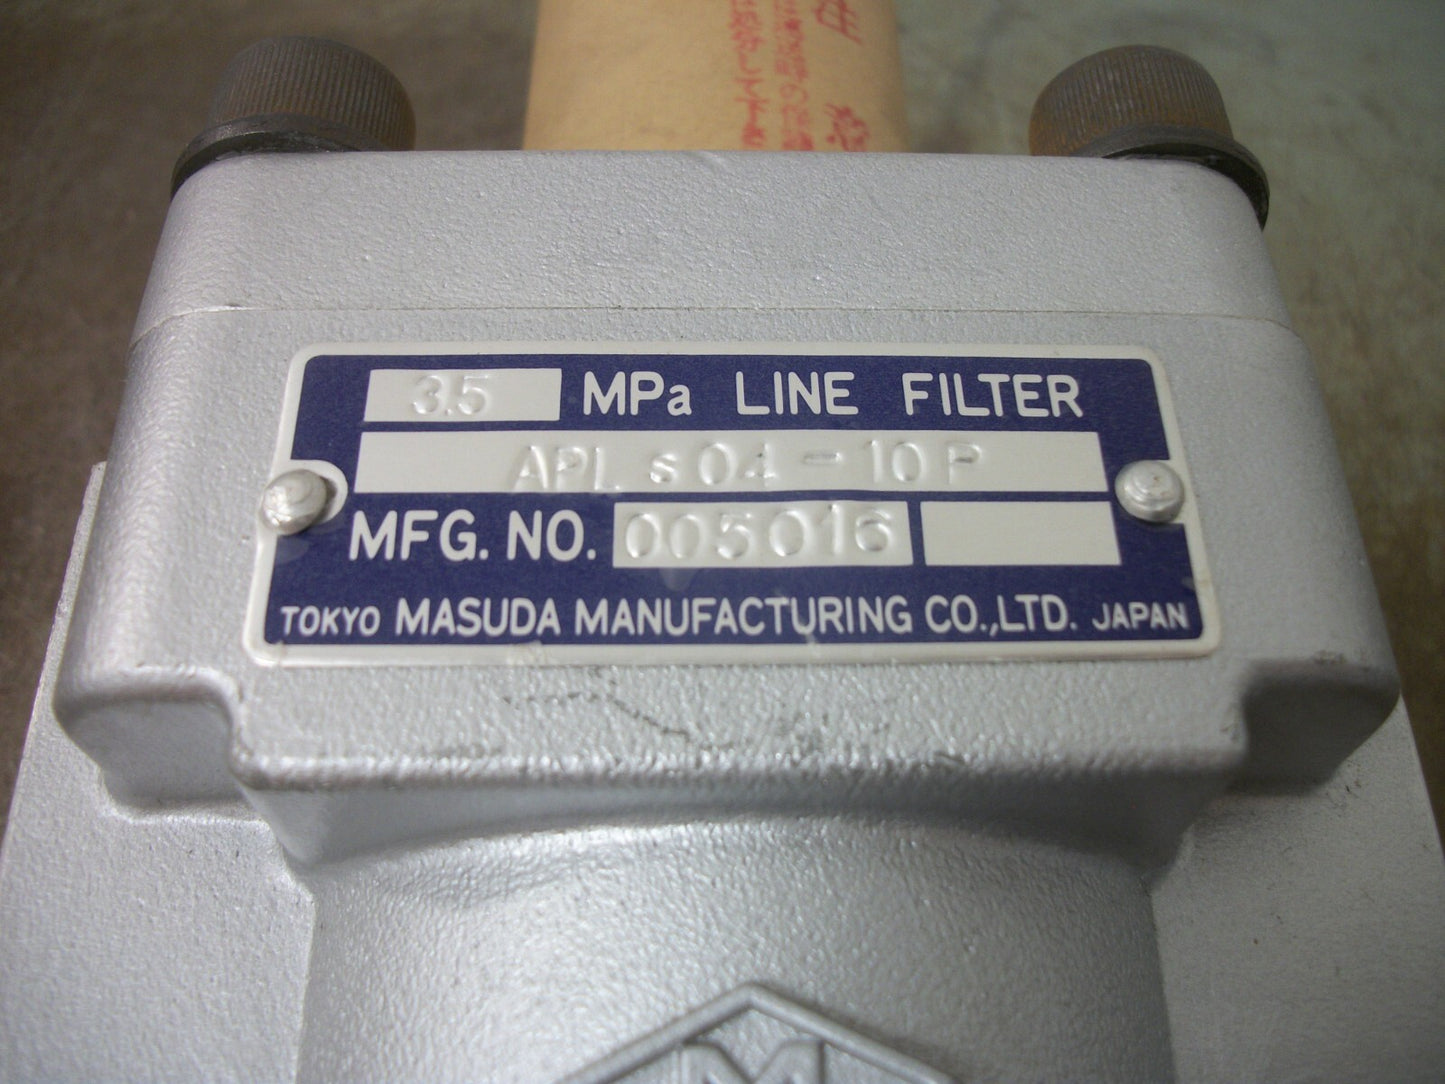 3.5 MPa LINE FILTER
APL s 04 - 10 P
MFG. NO. 005016
TOKYO MASUDA MANUFACTURING CO.,LTD. JAPAN
M